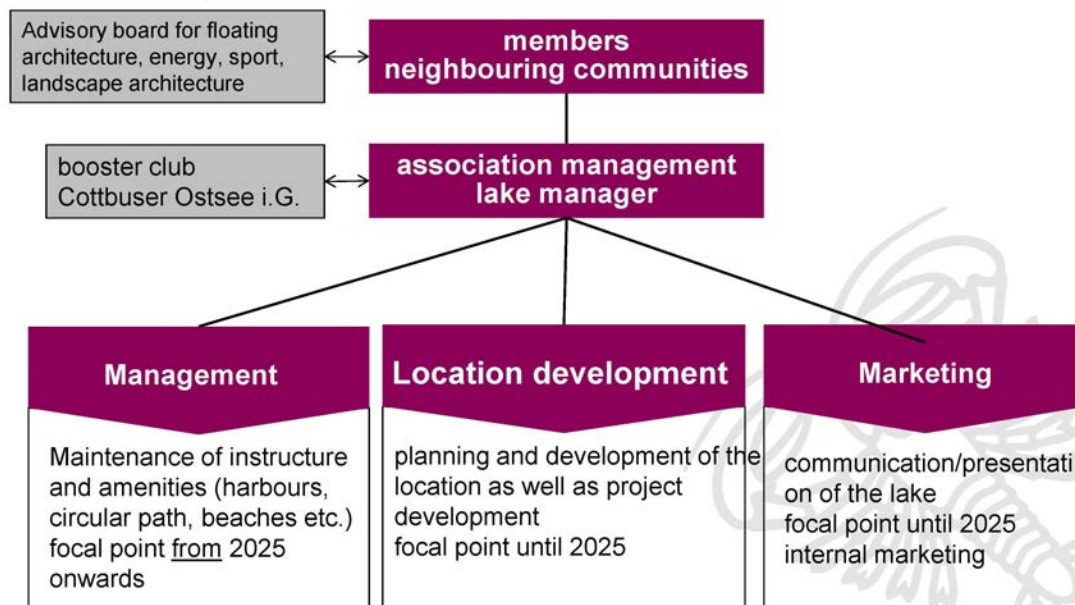 Advisory board for floating
architecture, energy, sport,
landscape architecture
members
neighbouring communities
booster club
Cottbuser Ostsee i.G.
association management
lake manager
Management
Maintenance of instructure
and amenities (harbours,
circular path, beaches etc.)
focal point from 2025
onwards
Location development
planning and development of the
location as well as project
development
focal point until 2025
Marketing
communication/presentati
on of the lake
focal point until 2025
internal marketing